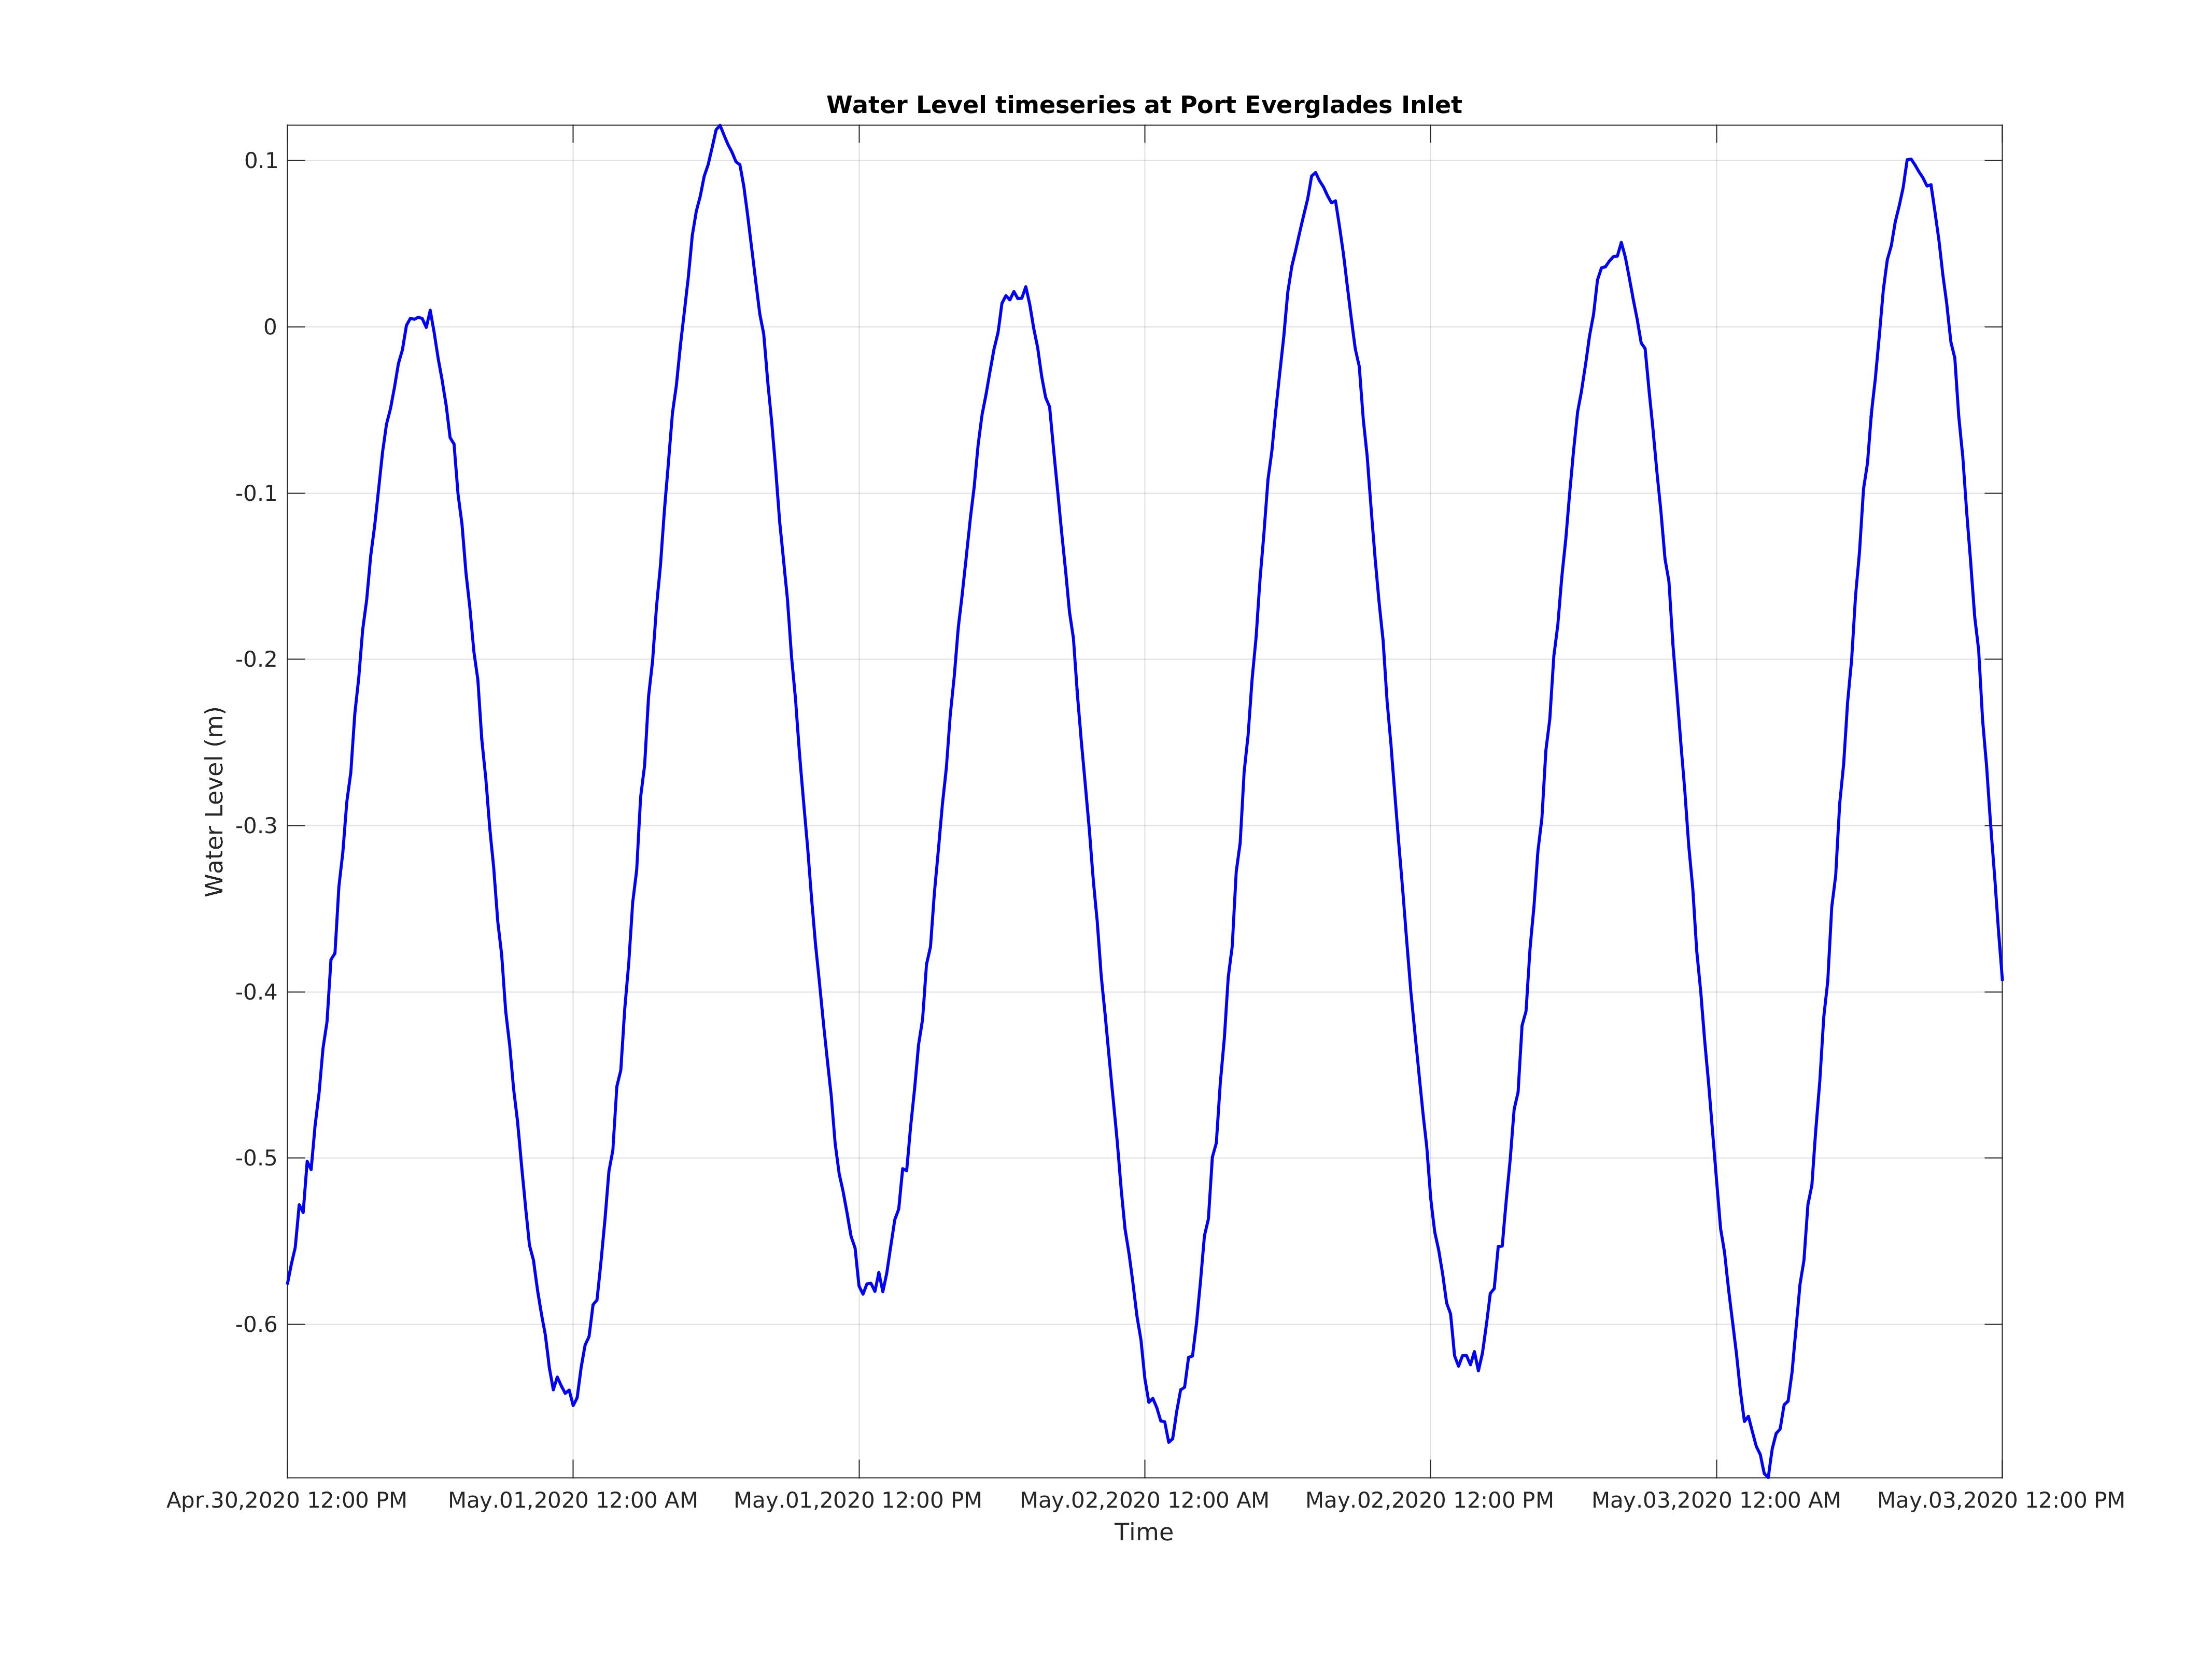 Water Level timeseries at Port Everglades Inlet
0.1
0
-0.1
-0.2
-0.3
-0.4
-0.5
-0.6
Water Level (m)
Apr.30,2020 12:00 PM May.01,2020 12:00 AM May.01,2020 12:00 PM May.02,2020 12:00 AM May.02,2020 12:00 PM May.03,2020 12:00 AM May.03,2020 12:00 PM
Time